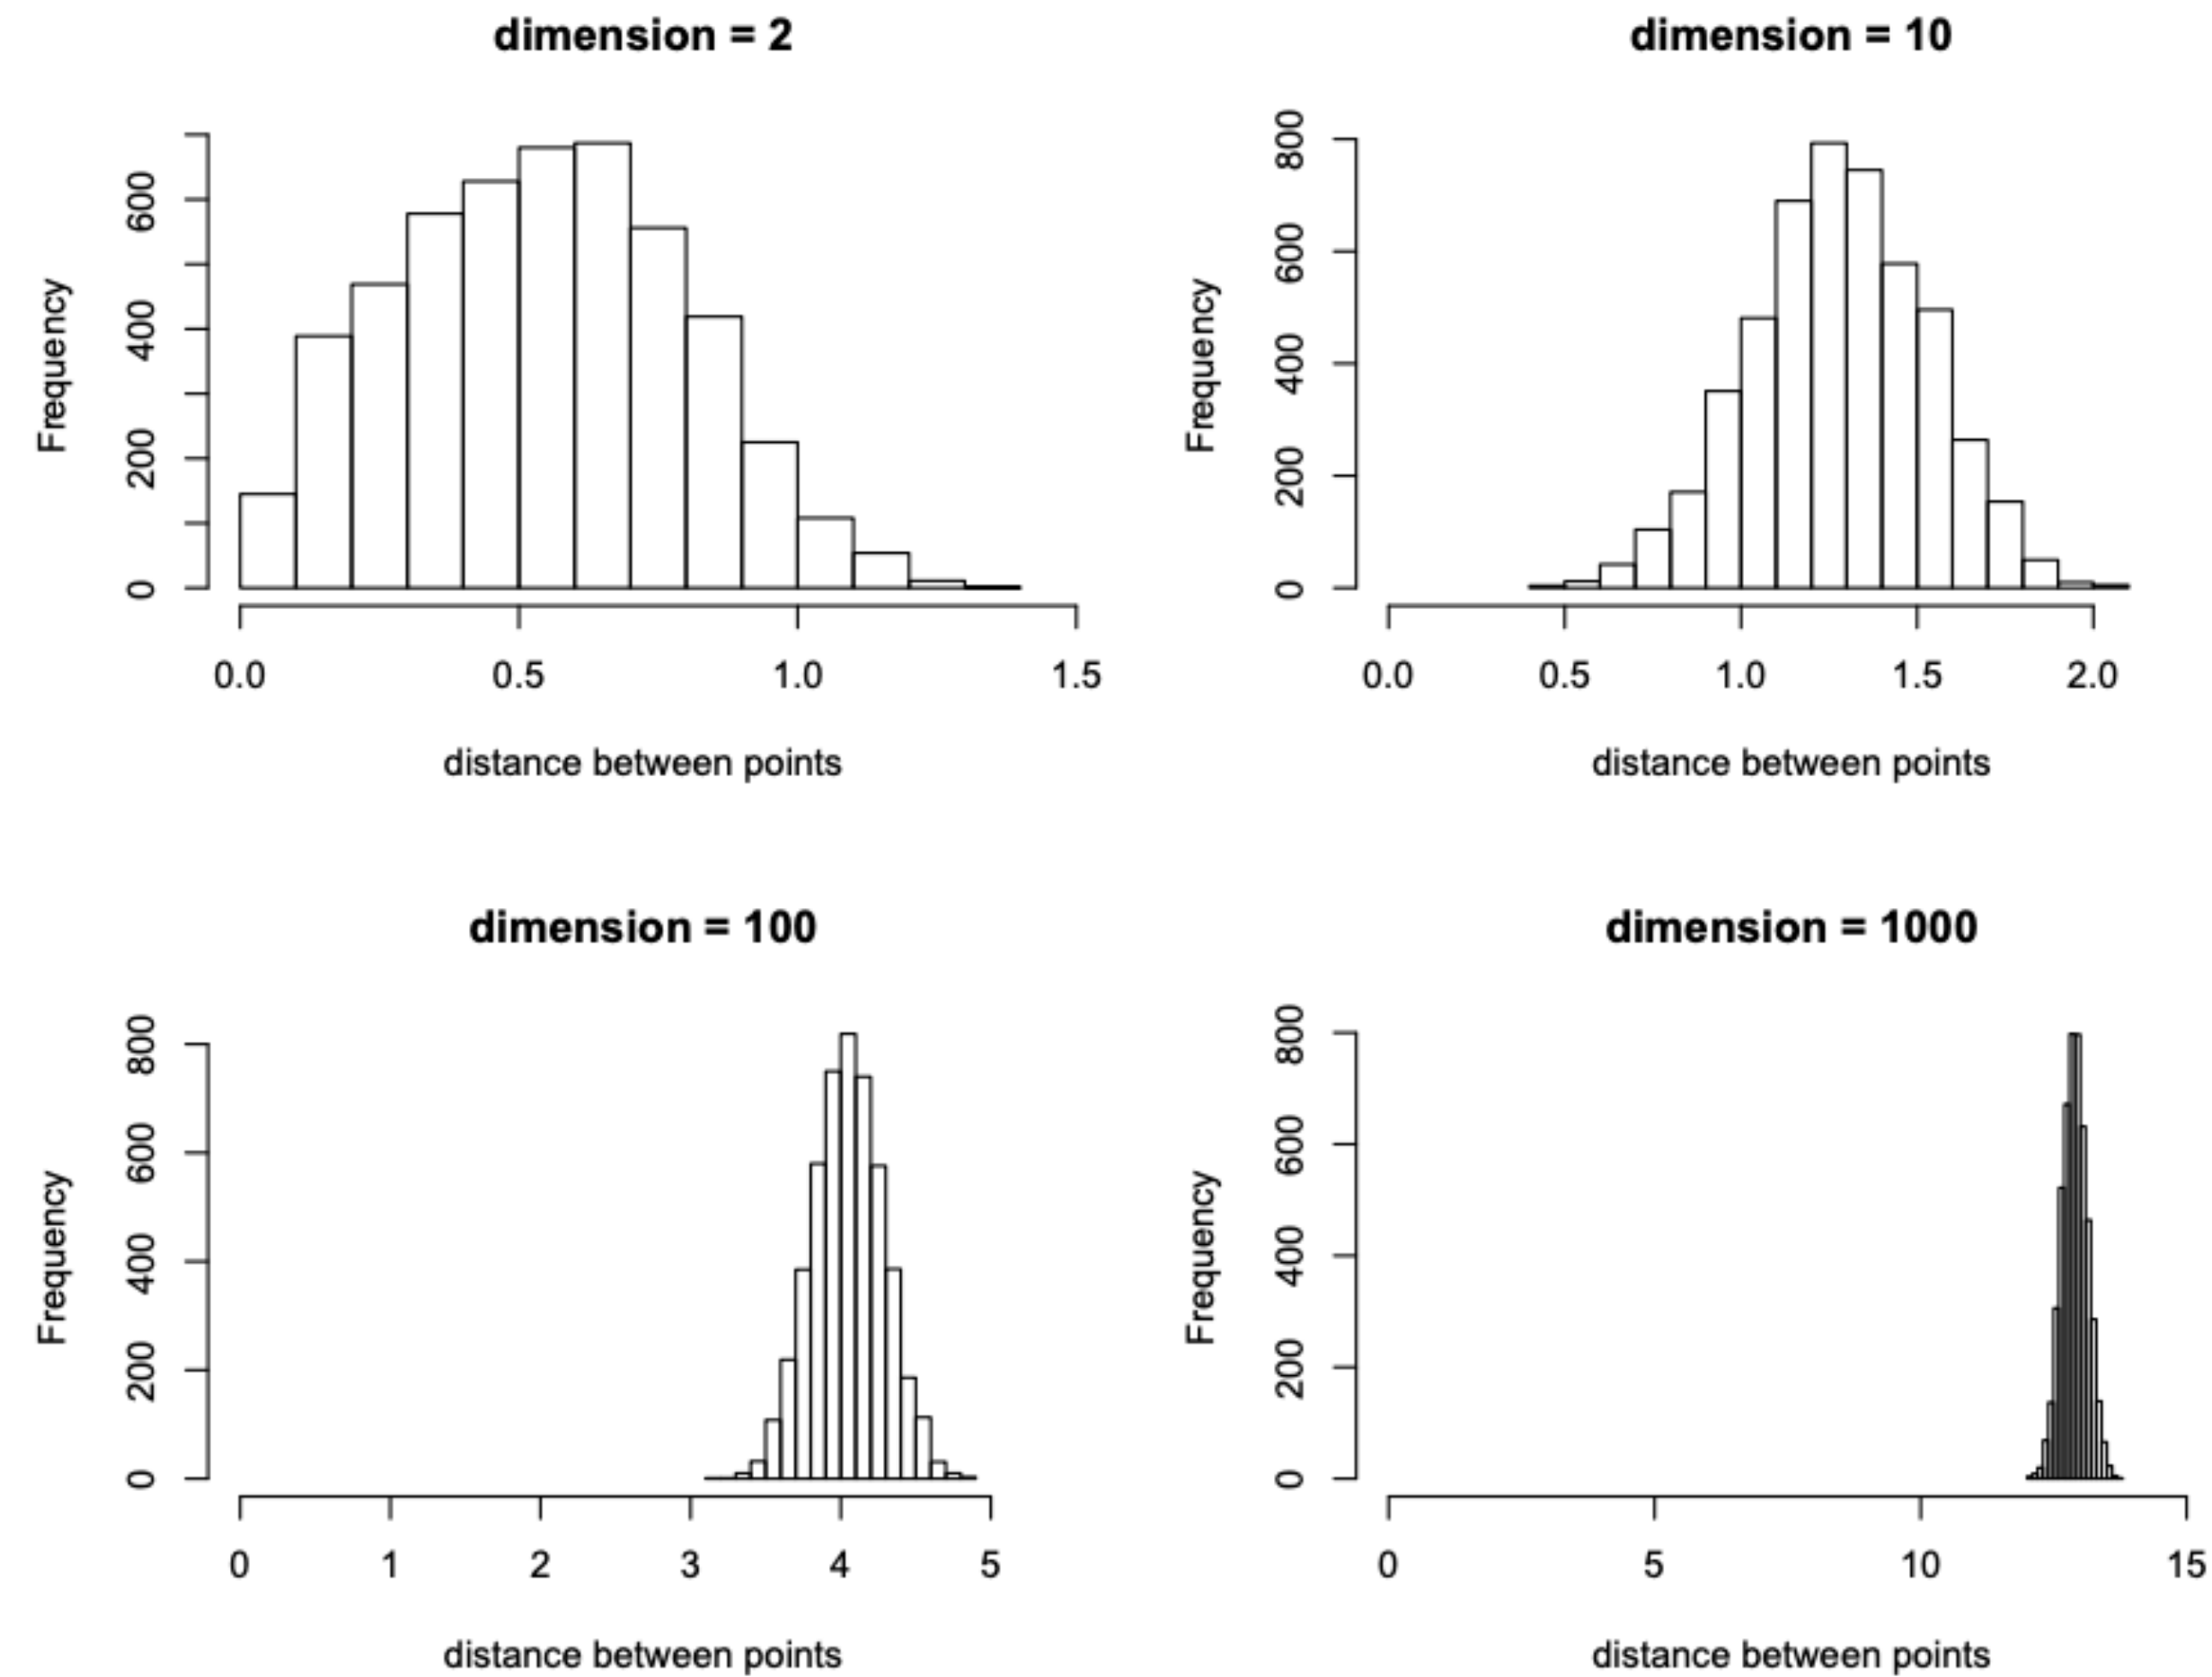 dimension = 2
Frequency
0 200 400 600
0.0 0.5 1.0 1.5
distance between points
dimension = 10
Frequency
0 200 400 600 800
0.0 0.5 1.0 1.5 2.0
distance between points
dimension = 100
Frequency
0 200 400 600 800
0 1 2 3 4 5
distance between points
dimension = 1000
Frequency
0 200 400 600 800
0 5 10 15
distance between points